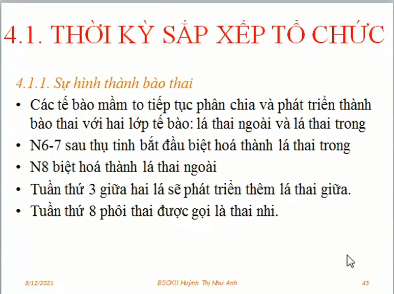 4.1. THỜI KỲ SẮP XẾP TỔ CHỨC
4.1.1. Sự hình thành bào thai
• Các tế bào mầm to tiếp tục phân chia và phát triển thành
bào thai với hai lớp tế bào: lá thai ngoài và lá thai trong
• N6-7 sau thụ tinh bắt đầu biệt hoá thành lá thai trong
• N8 biệt hoá thành lá thai ngoài
• Tuần thứ 3 giữa hai lá sẽ phát triển thêm lá thai giữa.
• Tuần thứ 8 phôi thai được gọi là thai nhi.
8/12/2021 BSCKII.Huỳnh Thị Như Anh 45